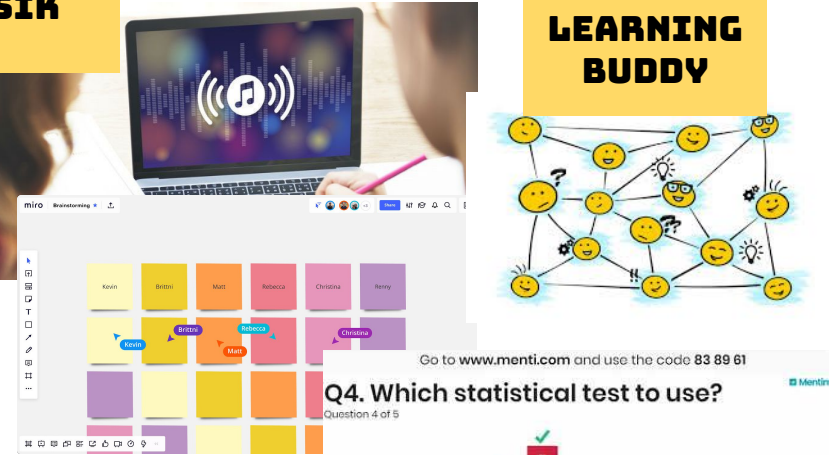 SIK
LEARNING
BUDDY
miro Brainstorming
Share
Kevin Brittni Matt Rebecca Christina Renny
Brittni Rebecca Christina
Kevin
Matt
Go to www.menti.com and use the code 83 89 61
Q4. Which statistical test to use?
Question 4 of 5
Mentim